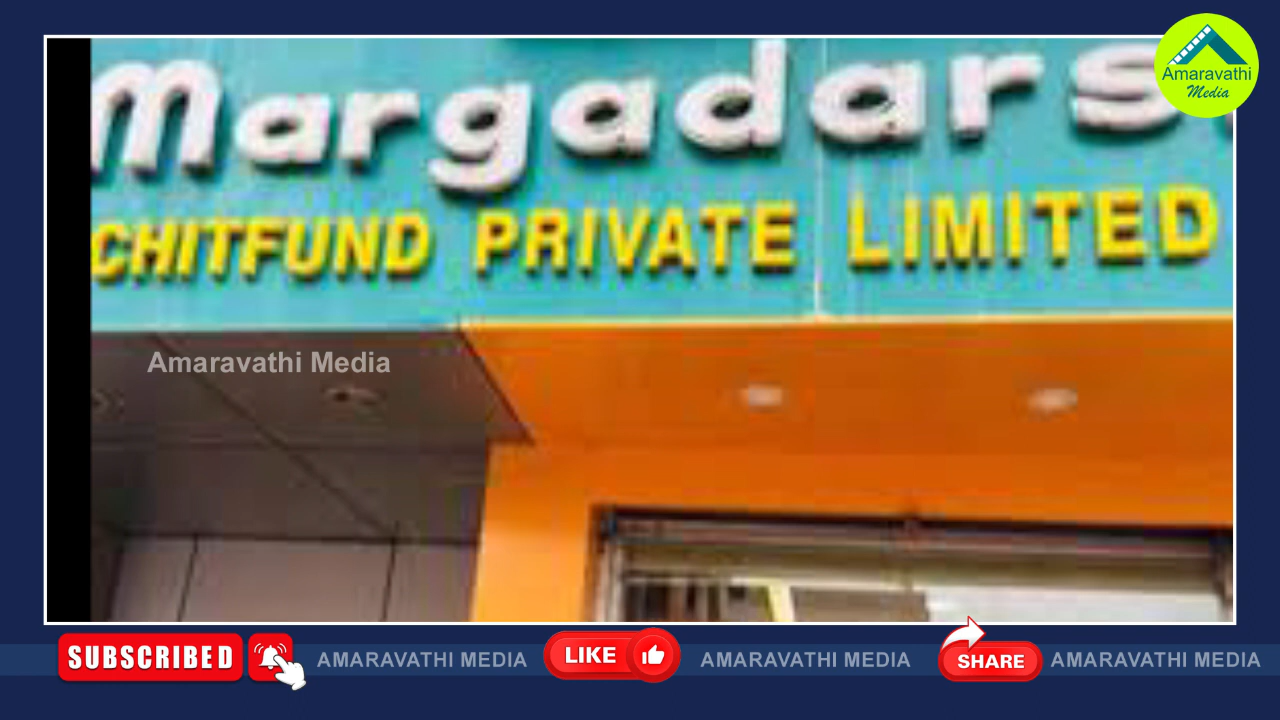 Amaravathi
Media
Margadars
CHITFUND PRIVATE LIMITED
Amaravathi Media
SUBSCRIBED
AMARAVATHI MEDIA
LIKE
AMARAVATHI MEDIA
SHARE
AMARAVATHI MEDIA